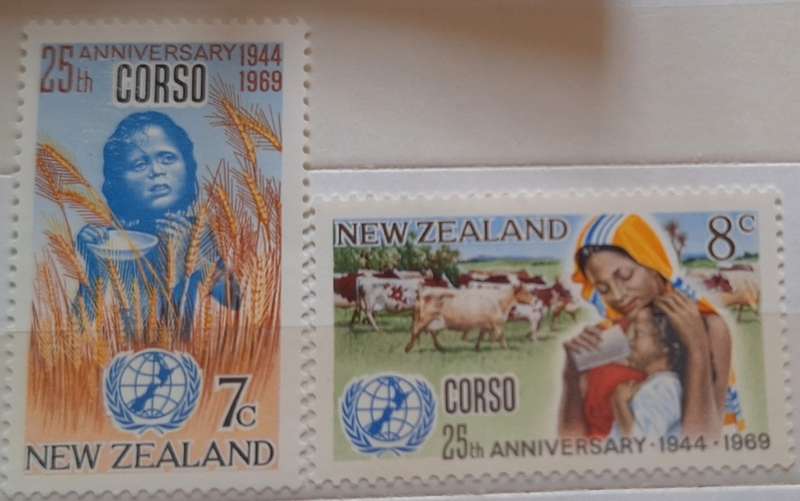 25th ANNIVERSARY 1944
CORSO 1969
7c
NEW ZEALAND
NEW ZEALAND 8c
CORSO
25th ANNIVERSARY · 1944 - 1969